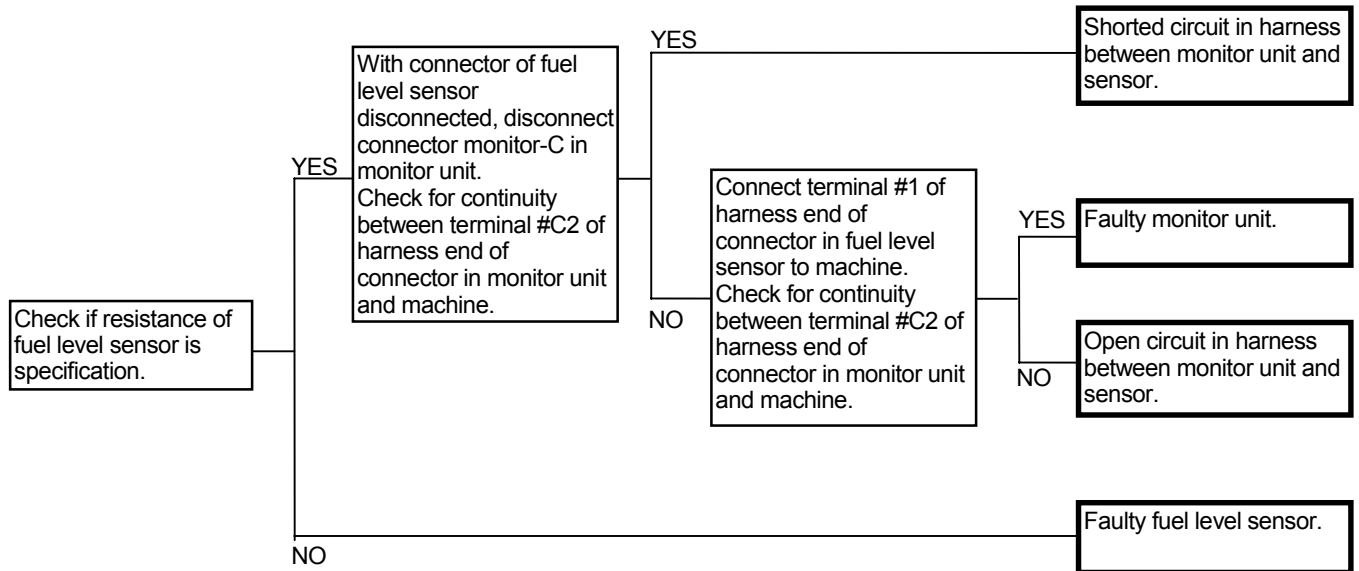 Check if resistance of
fuel level sensor is
specification.
YES
With connector of fuel
level sensor
disconnected, disconnect
connector monitor-C in
monitor unit.
Check for continuity
between terminal #C2 of
harness end of
connector in monitor unit
and machine.
YES
Shorted circuit in harness
between monitor unit and
sensor.
NO
Connect terminal #1 of
harness end of
connector in fuel level
sensor to machine.
Check for continuity
between terminal #C2 of
harness end of
connector in monitor unit
and machine.
YES
Faulty monitor unit.
NO
Open circuit in harness
between monitor unit and
sensor.
NO
Faulty fuel level sensor.